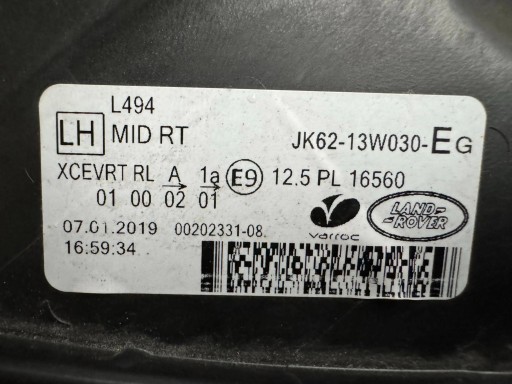 L494
LH MID RT JK62-13W030-EG
XCEVRT RL A 1a E9 12.5 PL 16560
01 00 02 01
07.01.2019 00202331-08
16:59:34
varroc
LAND-
-ROVER